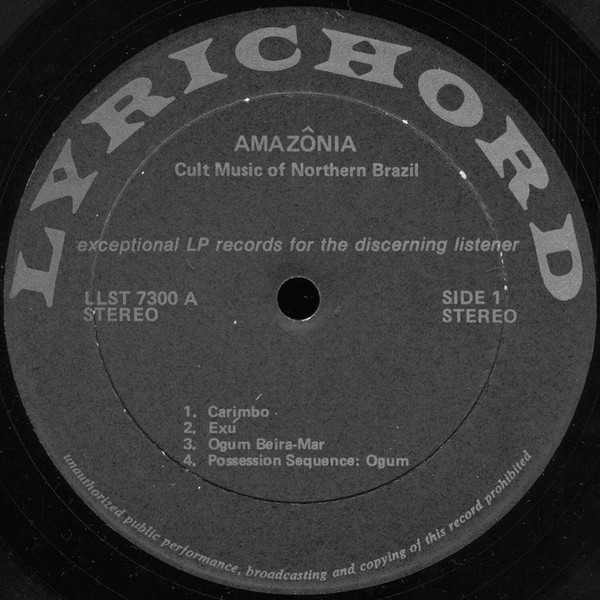 LYRICHORD
AMAZÔNIA
Cult Music of Northern Brazil
exceptional LP records for the discerning listener
LLST 7300 A
STEREO
SIDE 1
STEREO
1. Carimbo
2. Exú
3. Ogum Beira-Mar
4. Possession Sequence: Ogum
unauthorized public performance, broadcasting and copying of this record prohibited